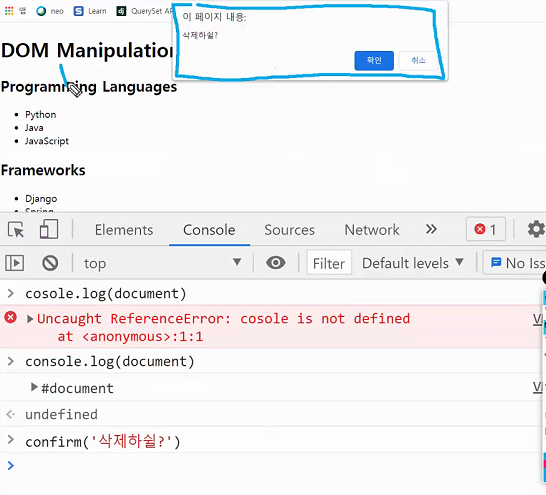 앱
neo
Learn
QuerySet AP
이 페이지 내용:
삭제하쉴?
확인
취소
DOM Manipulation
Programming Languages
Python
Java
JavaScript
Frameworks
Django
Spring
Elements Console Sources Network 1
top Filter Default levels No Iss
cosole.log(document)
Uncaught ReferenceError: cosole is not defined
at <anonymous>:1:1
console.log(document)
#document
undefined
confirm('삭제하쉴?')